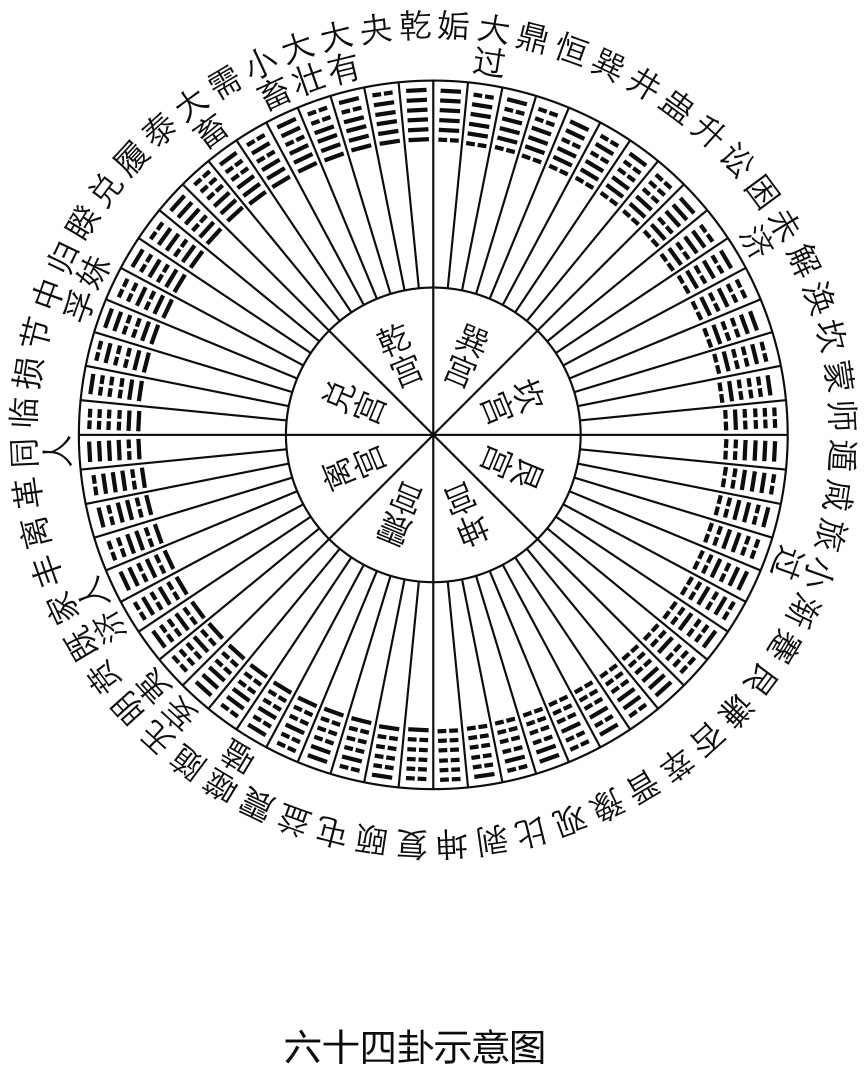 乾
姤
大过
鼎
恒
巽
井
蛊
升
讼
困
未济
解
涣
坎
蒙
师
遁
咸
旅
小过
渐
蹇
艮
谦
否
萃
晋
豫
观
比
剥
坤
复
颐
屯
益
震
噬嗑
随
无妄
明夷
贲
既济
家人
丰
离
革
同人
临
损
节
中孚
归妹
睽
兑
履
泰
大畜
需
小畜
大壮
大有
夬
乾宫
巽宫
坎宫
艮宫
坤宫
震宫
离宫
兑宫
六十四卦示意图